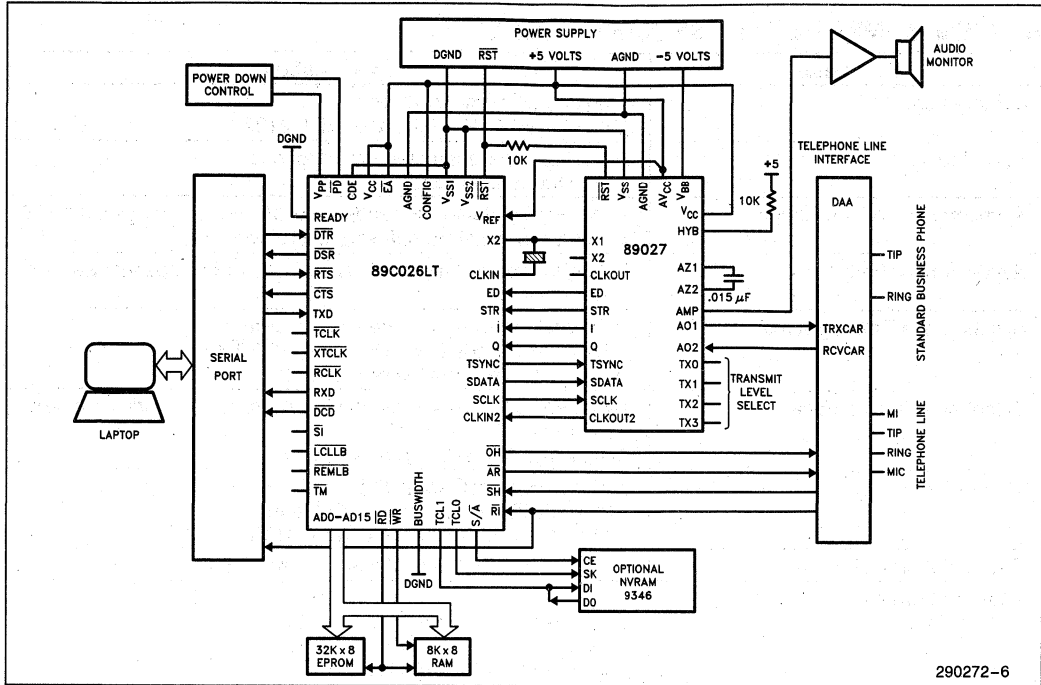 POWER SUPPLY
DGND RST +5 VOLTS AGND -5 VOLTS
AUDIO
MONITOR
POWER DOWN
CONTROL
DGND
10K
TELEPHONE LINE
INTERFACE
+5
10K
VPP PD CDE VCC EA AGND CONFIG VSS1 VSS2 RST
RST VSS AGND AVCC VBB
READY
DTR
DSR
RTS
CTS
TXD
TCLK
XTCLK
RCLK
RXD
DCD
SI
LCLLB
REMLB
TM
89C026LT
VREF
X2
CLKIN
ED
STR
I
Q
TSYNC
SDATA
SCLK
CLKIN2
OH
AR
SH
RI
AD0-AD15 RD WR BUSWIDTH TCL1 TCL0 S/A
89027
X1
X2
CLKOUT
ED
STR
I
Q
TSYNC
SDATA
SCLK
CLKOUT2
VCC
HYB
AZ1
AZ2
AMP
AO1
AO2
TX0
TX1
TX2
TX3
.015 μF
TRANSMIT
LEVEL
SELECT
DAA
TRXCAR
RCVCAR
TIP
RING
STANDARD BUSINESS PHONE
MI
TIP
RING
MIC
TELEPHONE LINE
SERIAL
PORT
LAPTOP
DGND
CE
SK
DI
DO
OPTIONAL
NVRAM
9346
32K x 8
EPROM
8K x 8
RAM
290272-6